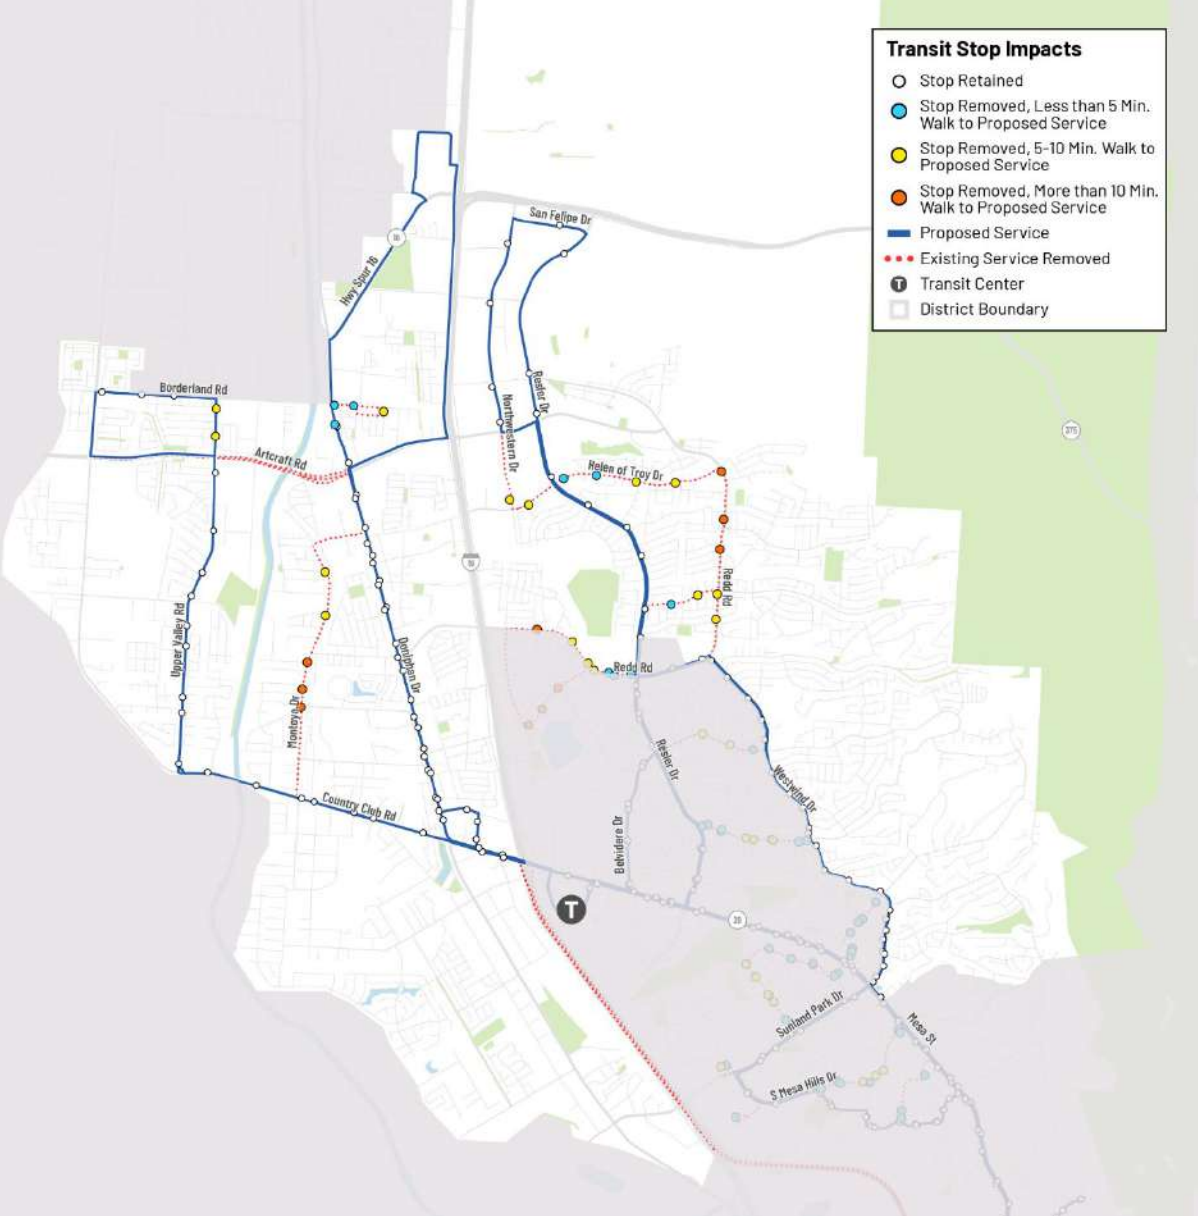 Transit Stop Impacts
Stop Retained
Stop Removed, Less than 5 Min.
Walk to Proposed Service
Stop Removed, 5-10 Min. Walk to
Proposed Service
Stop Removed, More than 10 Min.
Walk to Proposed Service
Proposed Service
Existing Service Removed
T Transit Center
District Boundary
San Felipe Dr
16
Hwy Spur 16
Borderland Rd
Resler Dr
Northwestern Dr
375
Artcraft Rd
Helen of Troy Dr
10
Redd Rd
Upper Valley Rd
Doniphan Dr
Redd Rd
Montoya Dr
Resler Dr
Westwind Dr
Country Club Rd
Belvidere Dr
T
20
Sunland Park Dr
Mesa St
S Mesa Hills Dr